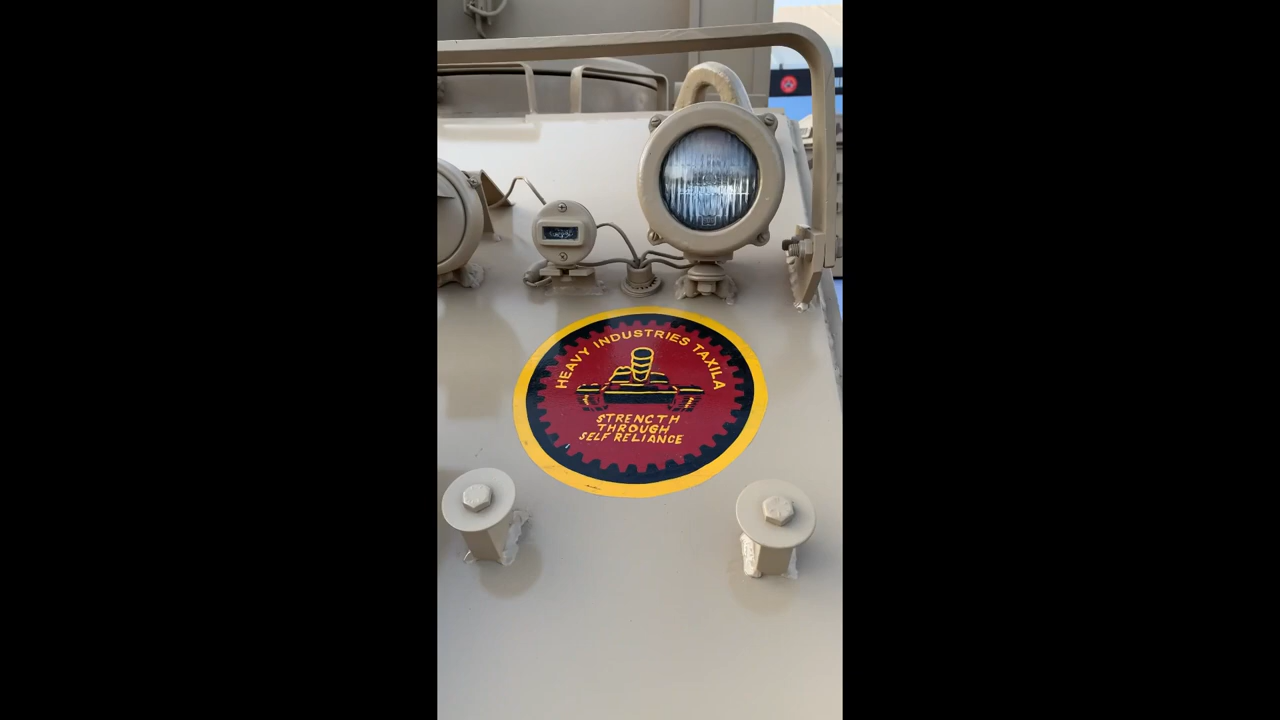 HEAVY INDUSTRIES TAXILA
STRENGTH
THROUGH
SELF RELIANCE